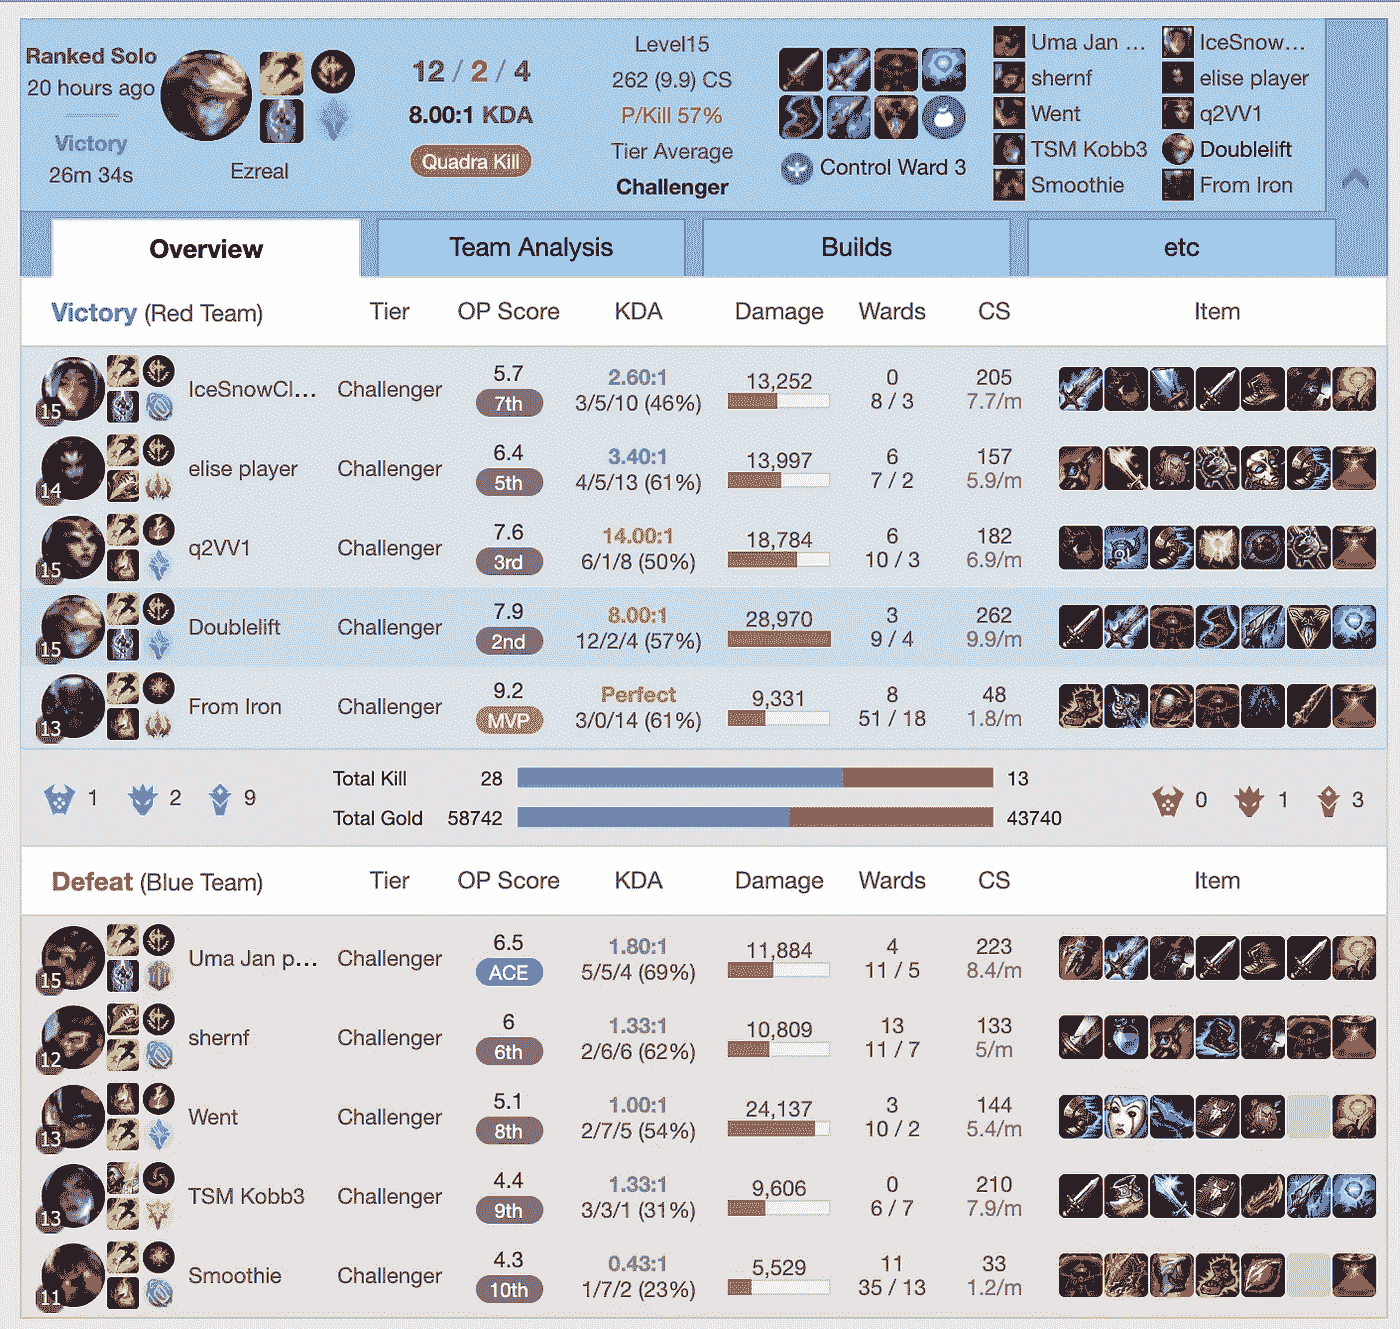 Ranked Solo
20 hours ago
Victory
26m 34s
Ezreal
12 / 2 / 4
8.00:1 KDA
Quadra Kill
Level15
262 (9.9) CS
P/Kill 57%
Tier Average
Challenger
Control Ward 3
Uma Jan ... IceSnow...
shernf elise player
Went q2VV1
TSM Kobb3 Doublelift
Smoothie From Iron
Overview Team Analysis Builds etc
Victory (Red Team) Tier OP Score KDA Damage Wards CS Item
15 IceSnowCl... Challenger 5.7 7th 2.60:1 3/5/10 (46%) 13,252 0 8 / 3 205 7.7/m
14 elise player Challenger 6.4 5th 3.40:1 4/5/13 (61%) 13,997 6 7 / 2 157 5.9/m
15 q2VV1 Challenger 7.6 3rd 14.00:1 6/1/8 (50%) 18,784 6 10 / 3 182 6.9/m
15 Doublelift Challenger 7.9 2nd 8.00:1 12/2/4 (57%) 28,970 3 9 / 4 262 9.9/m
13 From Iron Challenger 9.2 MVP Perfect 3/0/14 (61%) 9,331 8 51 / 18 48 1.8/m
1 2 9 Total Kill 28 13 0 1 3
Total Gold 58742 43740
Defeat (Blue Team) Tier OP Score KDA Damage Wards CS Item
15 Uma Jan p... Challenger 6.5 ACE 1.80:1 5/5/4 (69%) 11,884 4 11 / 5 223 8.4/m
12 shernf Challenger 6 6th 1.33:1 2/6/6 (62%) 10,809 13 11 / 7 133 5/m
13 Went Challenger 5.1 8th 1.00:1 2/7/5 (54%) 24,137 3 10 / 2 144 5.4/m
13 TSM Kobb3 Challenger 4.4 9th 1.33:1 3/3/1 (31%) 9,606 0 6 / 7 210 7.9/m
11 Smoothie Challenger 4.3 10th 0.43:1 1/7/2 (23%) 5,529 11 35 / 13 33 1.2/m